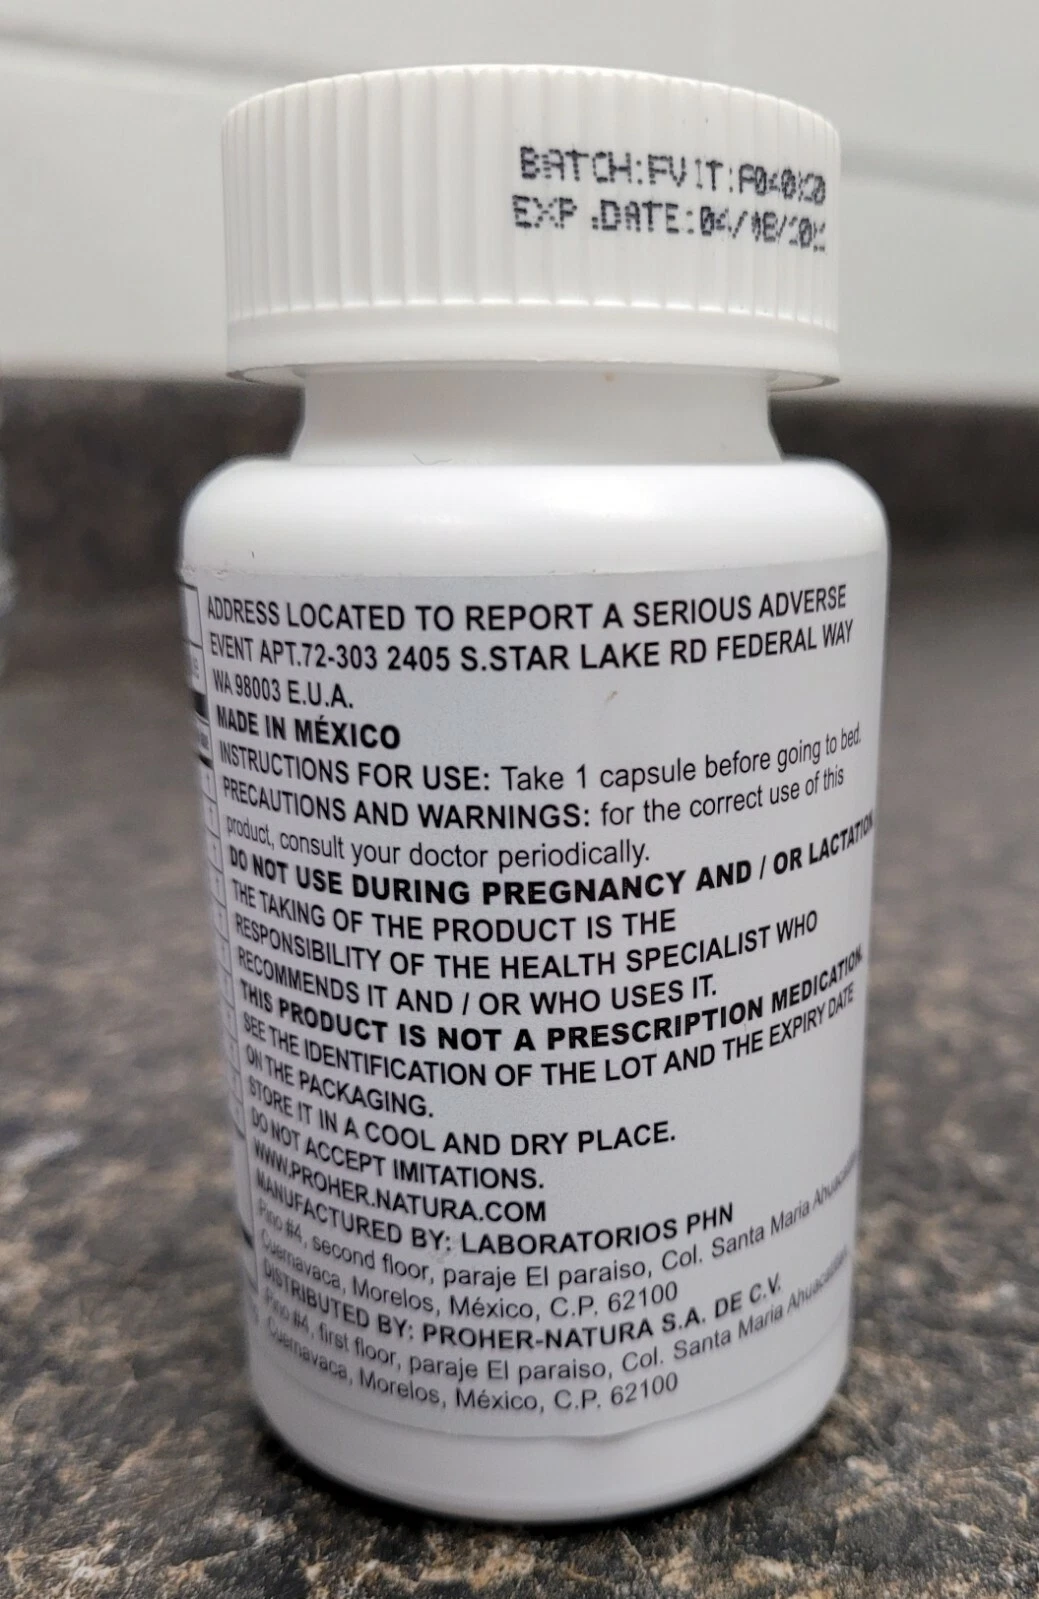 BATCH:FVIT:
EXP.DATE:
ADDRESS LOCATED TO REPORT A SERIOUS ADVERSE
EVENT APT.72-303 2405 S.STAR LAKE RD FEDERAL WAY
WA 98003 E.U.A.
MADE IN MÉXICO
INSTRUCTIONS FOR USE: Take 1 capsule before going to bed.
PRECAUTIONS AND WARNINGS: for the correct use of this
product, consult your doctor periodically.
DO NOT USE DURING PREGNANCY AND / OR LACTATION
THE TAKING OF THE PRODUCT IS THE
RESPONSIBILITY OF THE HEALTH SPECIALIST WHO
RECOMMENDS IT AND / OR WHO USES IT.
THIS PRODUCT IS NOT A PRESCRIPTION MEDICATION.
SEE THE IDENTIFICATION OF THE LOT AND THE EXPIRY DATE
ON THE PACKAGING.
STORE IT IN A COOL AND DRY PLACE.
DO NOT ACCEPT IMITATIONS.
WWW.PROHER.NATURA.COM
MANUFACTURED BY: LABORATORIOS PHN
Pino #4, second floor, paraje El paraiso, Col. Santa Maria
Cuernavaca, Morelos, México, C.P. 62100
DISTRIBUTED BY: PROHER-NATURA S.A. DE C.V.
Pino #4, first floor, paraje El paraiso, Col. Santa Maria
Cuernavaca, Morelos, México, C.P. 62100